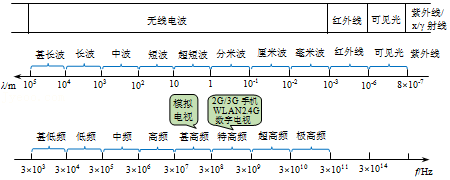 无线电波 红外线 可见光 紫外线/
x/γ射线
甚长波 长波 中波 短波 超短波 分米波 厘米波 毫米波 红外线 可见光 紫外线
λ/m 10⁵ 10⁴ 10³ 10² 10 1 10⁻¹ 10⁻² 10⁻³ 10⁻⁶ 8×10⁻⁷
模拟
电视
2G/3G 手机
WLAN2.4G
数字电视
甚低频 低频 中频 高频 甚高频 特高频 超高频 极高频
3×10³ 3×10⁴ 3×10⁵ 3×10⁶ 3×10⁷ 3×10⁸ 3×10⁹ 3×10¹⁰ 3×10¹¹ 3×10¹⁴ f/Hz